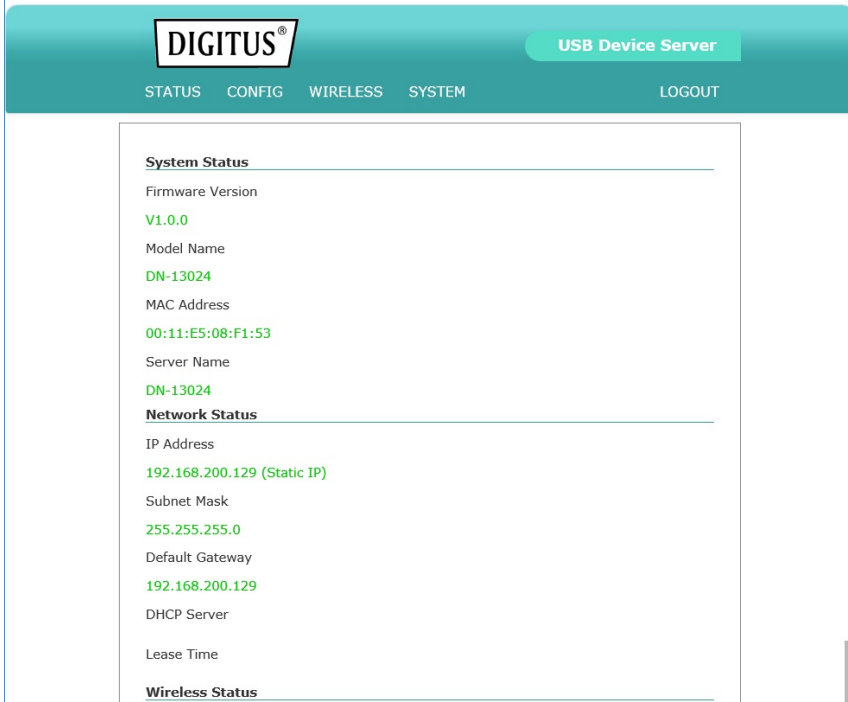 DIGITUS®
USB Device Server
STATUS CONFIG WIRELESS SYSTEM LOGOUT
System Status
Firmware Version
V1.0.0
Model Name
DN-13024
MAC Address
00:11:E5:08:F1:53
Server Name
DN-13024
Network Status
IP Address
192.168.200.129 (Static IP)
Subnet Mask
255.255.255.0
Default Gateway
192.168.200.129
DHCP Server
Lease Time
Wireless Status